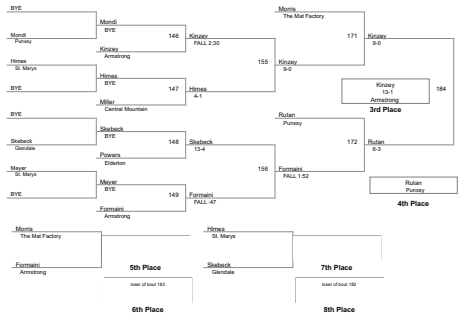 BYE
Mondi
Punxsy
Himes
St. Marys
BYE
BYE
Skebeck
Glendale
Meyer
St. Marys
BYE
Mondi
BYE
146
Kinzey
Armstrong
Himes
BYE
147
Miller
Central Mountain
Skebeck
BYE
148
Powers
Elderton
Meyer
BYE
149
Formaini
Armstrong
Kinzey
FALL 2:30
155
Himes
4-1
Skebeck
13-4
156
Formaini
FALL :47
Morris
The Mat Factory
171
Kinzey
9-0
Rutan
Punxsy
172
Formaini
FALL 1:52
Kinzey
9-0
184
Rutan
6-3
Kinzey
13-1
Armstrong
3rd Place
Rutan
Punxsy
4th Place
Morris
The Mat Factory
Formaini
Armstrong
5th Place
loser of bout 183
6th Place
Himes
St. Marys
Skebeck
Glendale
7th Place
loser of bout 182
8th Place